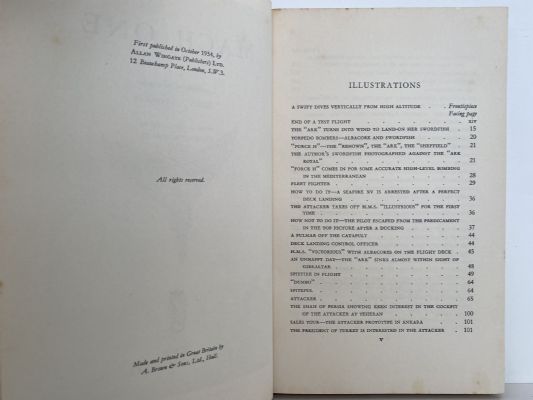 First published in October 1954, by
ALLAN WINGATE (Publishers) LTD.
12 Beauchamp Place, London, S.W.3.
All rights reserved.
Made and printed in Great Britain by
A. Brown & Sons, Ltd., Hull.
ILLUSTRATIONS
A SWIFT DIVES VERTICALLY FROM HIGH ALTITUDE . . Frontispiece
Facing page
END OF A TEST FLIGHT . . . . . . . xiv
THE "ARK" TURNS INTO WIND TO LAND-ON HER SWORDFISH . . 15
TORPEDO BOMBERS—ALBACORE AND SWORDFISH . . . . 20
"FORCE H"—THE "RENOWN", THE "ARK", THE "SHEFFIELD" . . 21
THE AUTHOR'S SWORDFISH PHOTOGRAPHED AGAINST THE "ARK
ROYAL" . . . . . . . . 21
"FORCE H" COMES IN FOR SOME ACCURATE HIGH-LEVEL BOMBING
IN THE MEDITERRANEAN . . . . . . 28
FLEET FIGHTER . . . . . . . . 29
HOW TO DO IT—A SEAFIRE XV IS ARRESTED AFTER A PERFECT
DECK LANDING . . . . . . . 36
THE ATTACKER TAKES OFF H.M.S. "ILLUSTRIOUS" FOR THE FIRST
TIME . . . . . . . . . 36
HOW NOT TO DO IT—THE PILOT ESCAPED FROM THE PREDICAMENT
IN THE TOP PICTURE AFTER A DUCKING . . . . 37
A FULMAR OFF THE CATAPULT . . . . . . 44
DECK LANDING CONTROL OFFICER . . . . . 44
H.M.S. "VICTORIOUS" WITH ALBACORES ON THE FLIGHT DECK . . 45
AN UNHAPPY DAY—THE "ARK" SINKS ALMOST WITHIN SIGHT OF
GIBRALTAR . . . . . . . . 48
SPITFIRE IN FLIGHT . . . . . . . 49
"DUMBO" . . . . . . . . . 64
SPITEFUL . . . . . . . . . 64
ATTACKER . . . . . . . . . 65
THE SHAH OF PERSIA SHOWING KEEN INTEREST IN THE COCKPIT
OF THE ATTACKER AT TEHERAN . . . . . 100
SALES TOUR—THE ATTACKER PROTOTYPE IN ANKARA . . . 101
THE PRESIDENT OF TURKEY IS INTERESTED IN THE ATTACKER . . 101
v